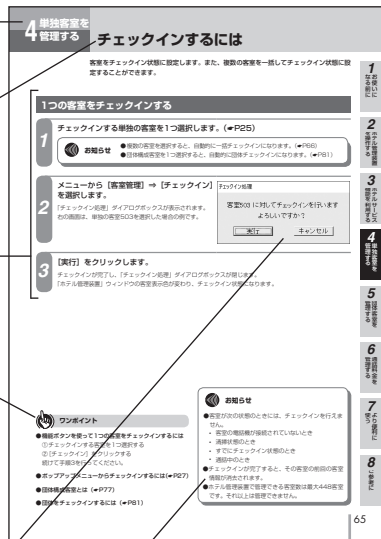 4 単独客室を
管理する
チェックインするには
客室をチェックイン状態に設定します。また、複数の客室を一括してチェックイン状態に設
定することができます。
1つの客室をチェックインする
1
チェックインする単独の客室を1つ選択します。(☛P25)
お知らせ
●複数の客室を選択すると、自動的に一括チェックインになります。(☛P66)
●団体構成客室を1つ選択すると、自動的に団体チェックインになります。(☛P81)
2
メニューから[客室管理]⇒[チェックイン]
を選択します。
「チェックイン処理」ダイアログボックスが表示されます。
右の画面は、単独の客室503を選択した場合の例です。
チェックイン処理
客室503 に対してチェックインを行います
よろしいですか?
実行
キャンセル
3
[実行]をクリックします。
チェックインが完了し、「チェックイン処理」ダイアログボックスが閉じます。
「ホテル管理装置」ウィンドウの客室表示色が変わり、チェックイン状態になります。
ワンポイント
●機能ボタンを使って1つの客室をチェックインするには
①チェックインする客室を1つ選択する
②[チェックイン]をクリックする
続けて手順3を行ってください。
●ポップアップメニューからチェックインするには(☛P27)
●団体構成客室とは(☛P77)
●団体をチェックインするには(☛P81)
お知らせ
●客室が次の状態のときには、チェックインを行えま
せん。
・客室の電話機が接続されていないとき
・清掃状態のとき
・すでにチェックイン状態のとき
・通話中のとき
●チェックインが完了すると、その客室の前回の客室
情報が消去されます。
●ホテル管理装置で管理できる客室数は最大448客室
です。それ以上は管理できません。
1 お使いに
なる前に
2 ホテル管理装置
を操作する
3 ホテルサービス
機能を利用する
4 単独客室を
管理する
5 団体客室を
管理する
6 通話料金を
管理する
7 より便利に
使う
8 ご参考に
65